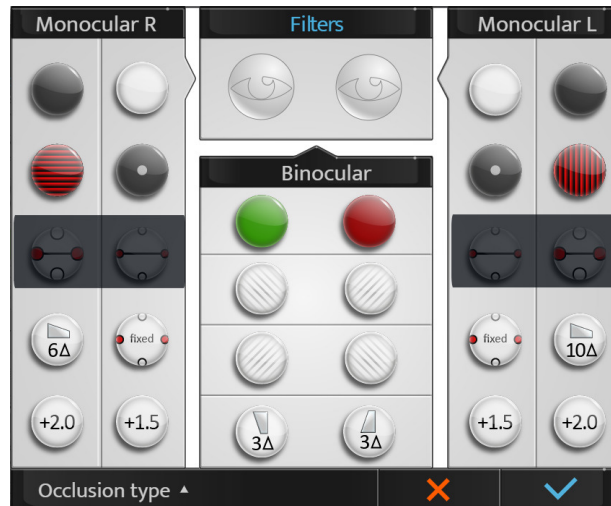 Monocular R
Filters
Monocular L
Binocular
6Δ
fixed
fixed
10Δ
+2.0
+1.5
3Δ
3Δ
+1.5
+2.0
Occlusion type ▲